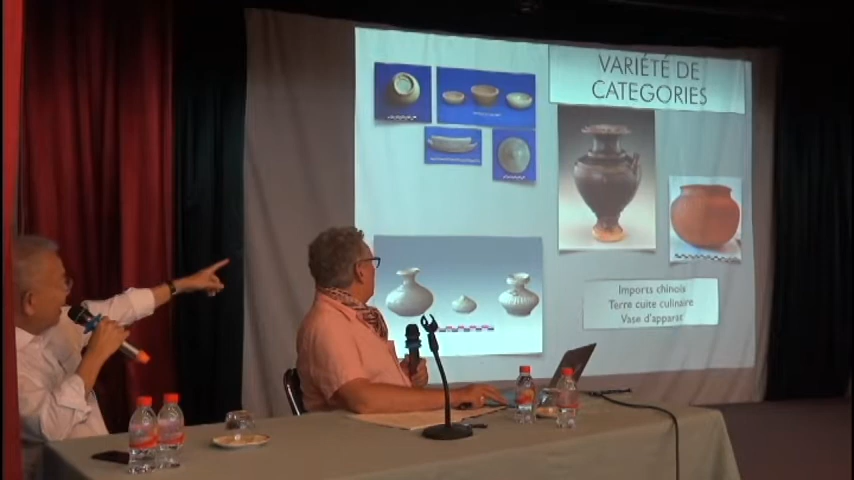 VARIÉTÉ DE
CATEGORIES
Imports chinois
Terre cuite culinaire
Vase d'apparat